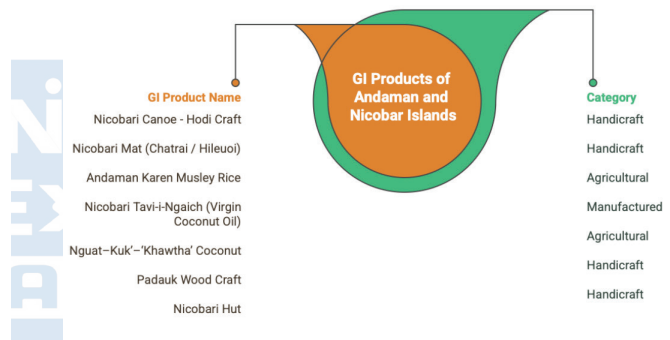 GI Products of
Andaman and
Nicobar Islands
GI Product Name
Category
Nicobari Canoe - Hodi Craft
Handicraft
Nicobari Mat (Chatrai / Hileuoi)
Handicraft
Andaman Karen Musley Rice
Agricultural
Nicobari Tavi-i-Ngaich (Virgin
Coconut Oil)
Manufactured
Nguat–Kuk’–‘Khawtha’ Coconut
Agricultural
Padauk Wood Craft
Handicraft
Nicobari Hut
Handicraft